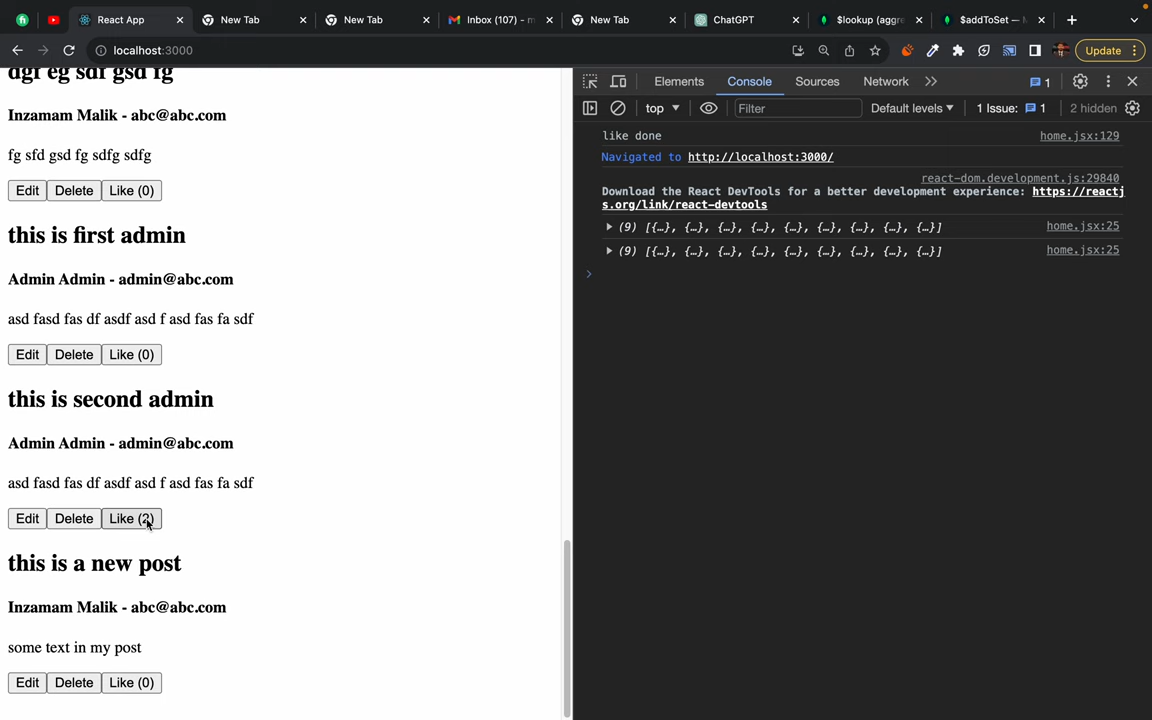 React App
New Tab
New Tab
Inbox (107) - m
New Tab
ChatGPT
$lookup (aggre
$addToSet —
localhost:3000
Update
dgf eg sdf gsd fg
Inzamam Malik - abc@abc.com
fg sfd gsd fg sdfg sdfg
Edit Delete Like (0)
this is first admin
Admin Admin - admin@abc.com
asd fasd fas df asdf asd f asd fas fa sdf
Edit Delete Like (0)
this is second admin
Admin Admin - admin@abc.com
asd fasd fas df asdf asd f asd fas fa sdf
Edit Delete Like (2)
this is a new post
Inzamam Malik - abc@abc.com
some text in my post
Edit Delete Like (0)
Elements Console Sources Network 1
top Filter Default levels 1 Issue: 1 2 hidden
like done home.jsx:129
Navigated to http://localhost:3000/
react-dom.development.js:29840
Download the React DevTools for a better development experience: https://reactj
s.org/link/react-devtools
(9) [{…}, {…}, {…}, {…}, {…}, {…}, {…}, {…}, {…}] home.jsx:25
(9) [{…}, {…}, {…}, {…}, {…}, {…}, {…}, {…}, {…}] home.jsx:25